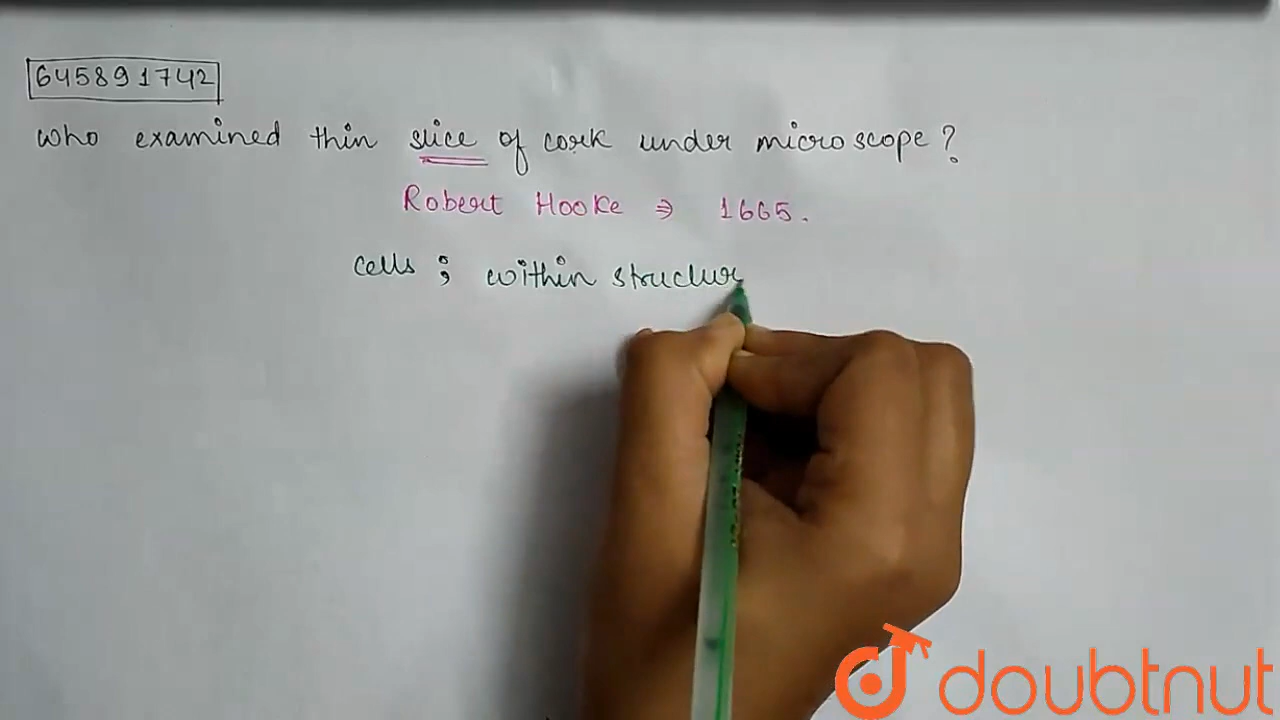 645891742
who examined thin slice of cork under microscope?
Robert Hooke ⇒ 1665.
cells ; within structur
doubtnut